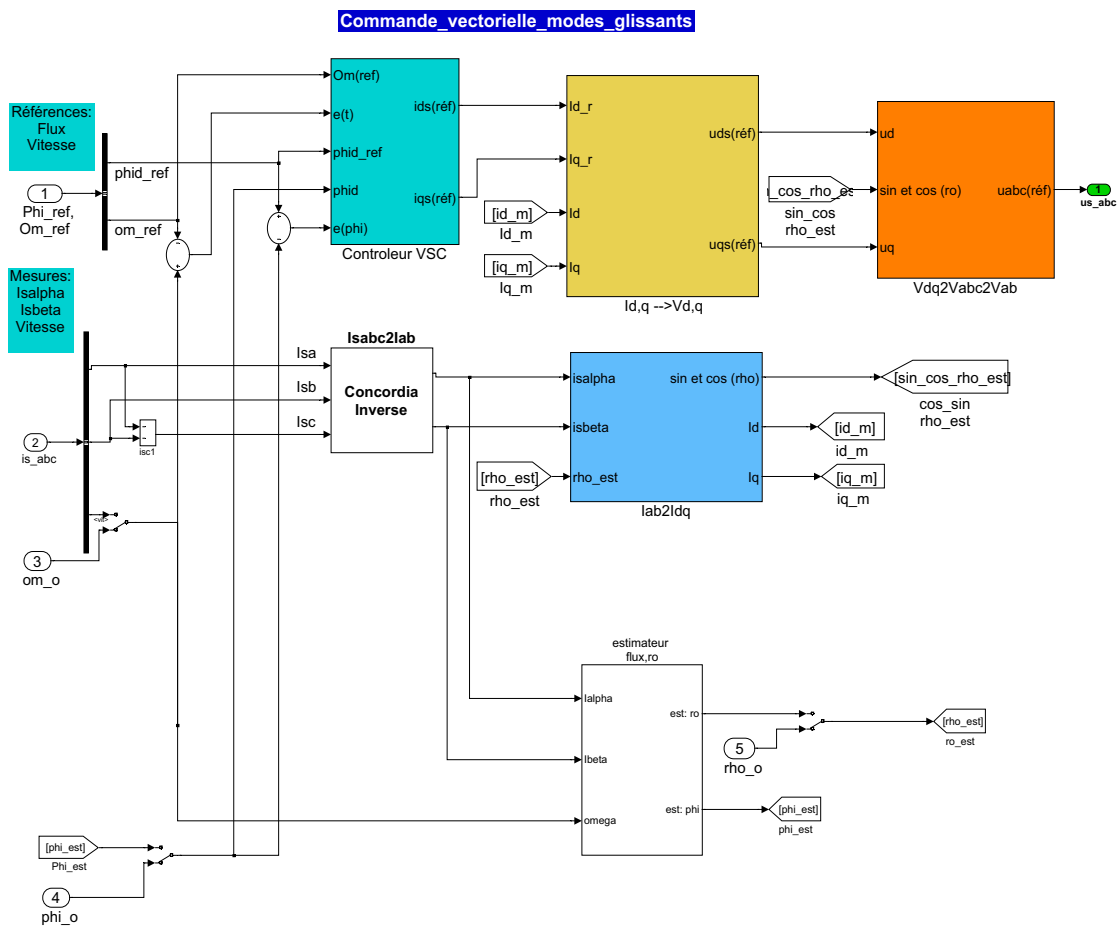 Commande_vectorielle_modes_glissants
Références:
Flux
Vitesse
1
Phi_ref,
Om_ref
phid_ref
om_ref
Om(ref)
e(t)
phid_ref
phid
e(phi)
ids(réf)
iqs(réf)
Controleur VSC
Id_r
Iq_r
Id
Iq
uds(réf)
uqs(réf)
Id,q -->Vd,q
[id_m]
Id_m
[iq_m]
Iq_m
ud
sin et cos (ro)
uq
uabc(réf)
Vdq2Vabc2Vab
_cos_rho_es
sin_cos
rho_est
1
us_abc
Mesures:
Isalpha
Isbeta
Vitesse
2
is_abc
isc1
<vit>
3
om_o
Isa
Isb
Isc
Isabc2Iab
Concordia
Inverse
isalpha
isbeta
rho_est
sin et cos (rho)
Id
Iq
Iab2Idq
[rho_est]
rho_est
[sin_cos_rho_est]
cos_sin
rho_est
[id_m]
id_m
[iq_m]
iq_m
estimateur
flux,ro
Ialpha
Ibeta
omega
est: ro
est: phi
5
rho_o
[rho_est]
ro_est
[phi_est]
phi_est
[phi_est]
Phi_est
4
phi_o